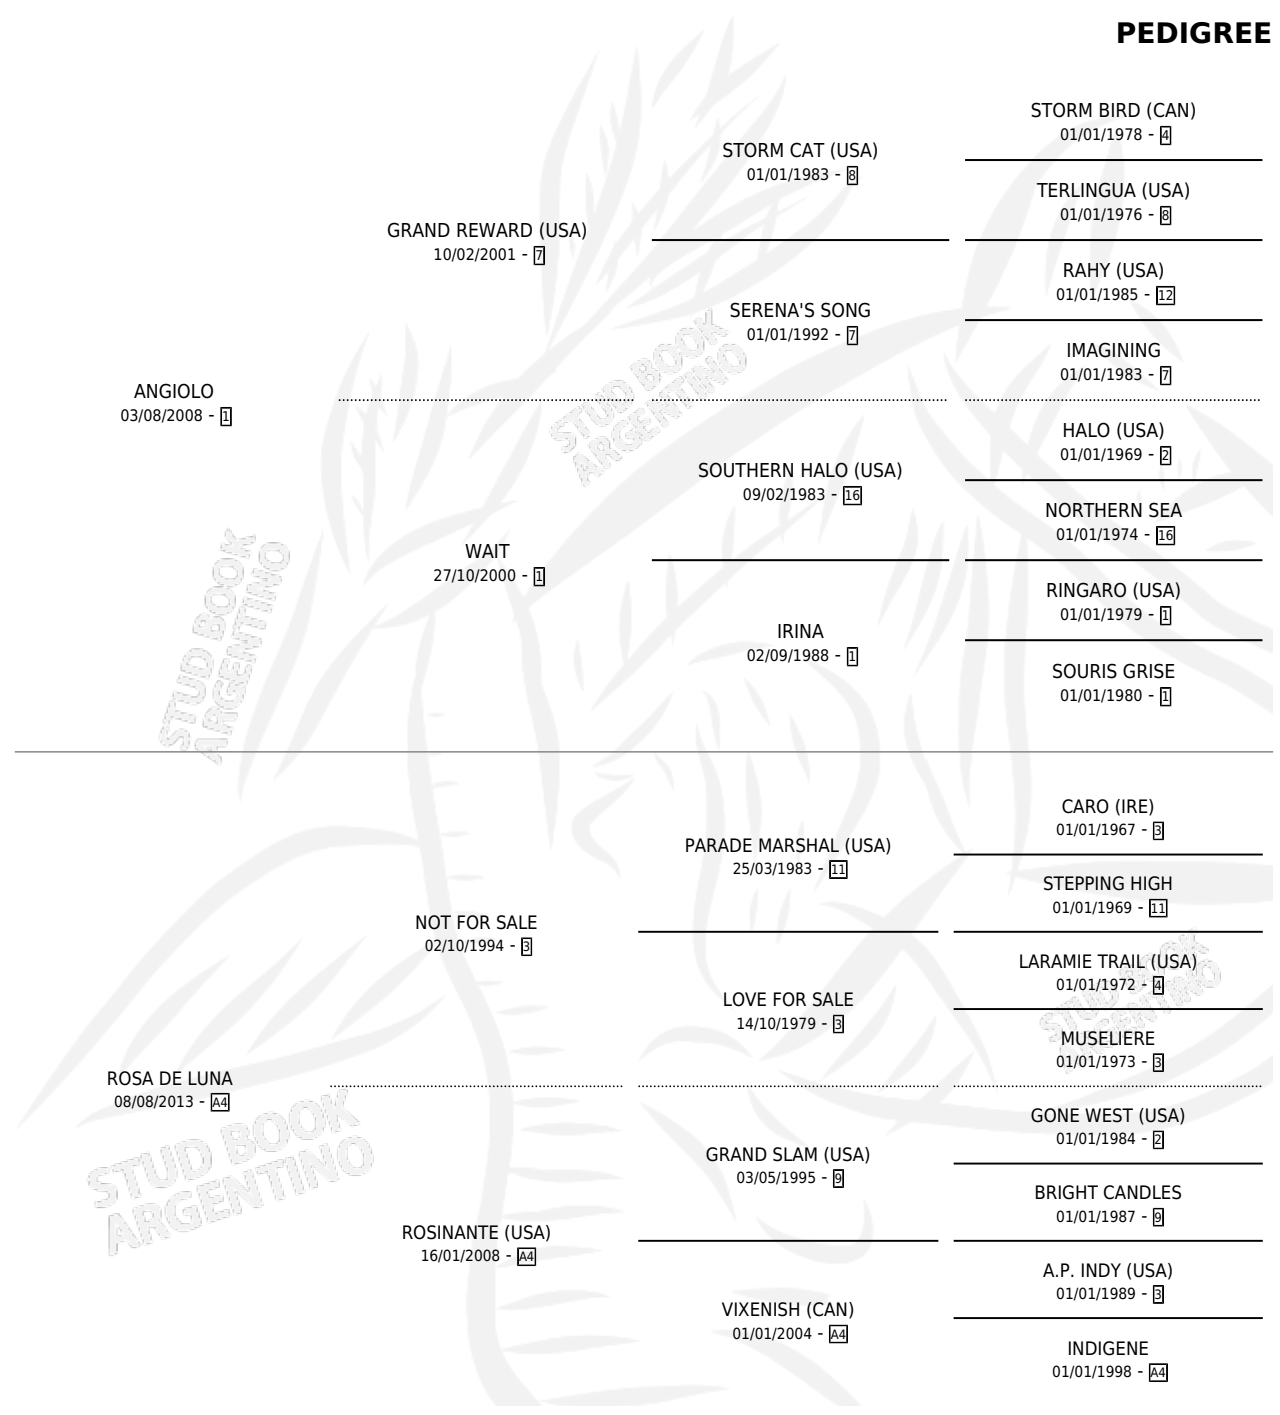 PEDIGREE
STORM BIRD (CAN)
01/01/1978 - 4
STORM CAT (USA)
01/01/1983 - 8
TERLINGUA (USA)
01/01/1976 - 8
GRAND REWARD (USA)
10/02/2001 - 7
RAHY (USA)
01/01/1985 - 12
SERENA'S SONG
01/01/1992 - 7
IMAGINING
01/01/1983 - 7
ANGIOLO
03/08/2008 - 1
STUD BOOK
ARGENTINO
HALO (USA)
01/01/1969 - 2
SOUTHERN HALO (USA)
09/02/1983 - 16
NORTHERN SEA
01/01/1974 - 16
WAIT
27/10/2000 - 1
RINGARO (USA)
01/01/1979 - 1
IRINA
02/09/1988 - 1
SOURIS GRISE
01/01/1980 - 1
STUD BOOK
ARGENTINO
CARO (IRE)
01/01/1967 - 3
PARADE MARSHAL (USA)
25/03/1983 - 11
STEPPING HIGH
01/01/1969 - 11
NOT FOR SALE
02/10/1994 - 3
LARAMIE TRAIL (USA)
01/01/1972 - 4
LOVE FOR SALE
14/10/1979 - 3
MUSELIERE
01/01/1973 - 3
STUD BOOK
ARGENTINO
ROSA DE LUNA
08/08/2013 - A4
GONE WEST (USA)
01/01/1984 - 2
GRAND SLAM (USA)
03/05/1995 - 9
BRIGHT CANDLES
01/01/1987 - 9
STUD BOOK
ARGENTINO
ROSINANTE (USA)
16/01/2008 - A4
A.P. INDY (USA)
01/01/1989 - 3
VIXENISH (CAN)
01/01/2004 - A4
INDIGENE
01/01/1998 - A4